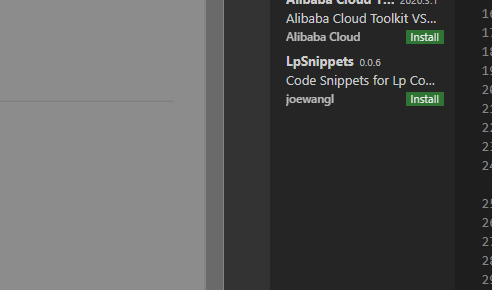 Alibaba Cloud T... 2020.3.1
Alibaba Cloud Toolkit VS...
Alibaba Cloud Install
LpSnippets 0.0.6
Code Snippets for Lp Co...
joewangl Install
16
17
18
19
20
21
22
23
24
25
26
27
28
29